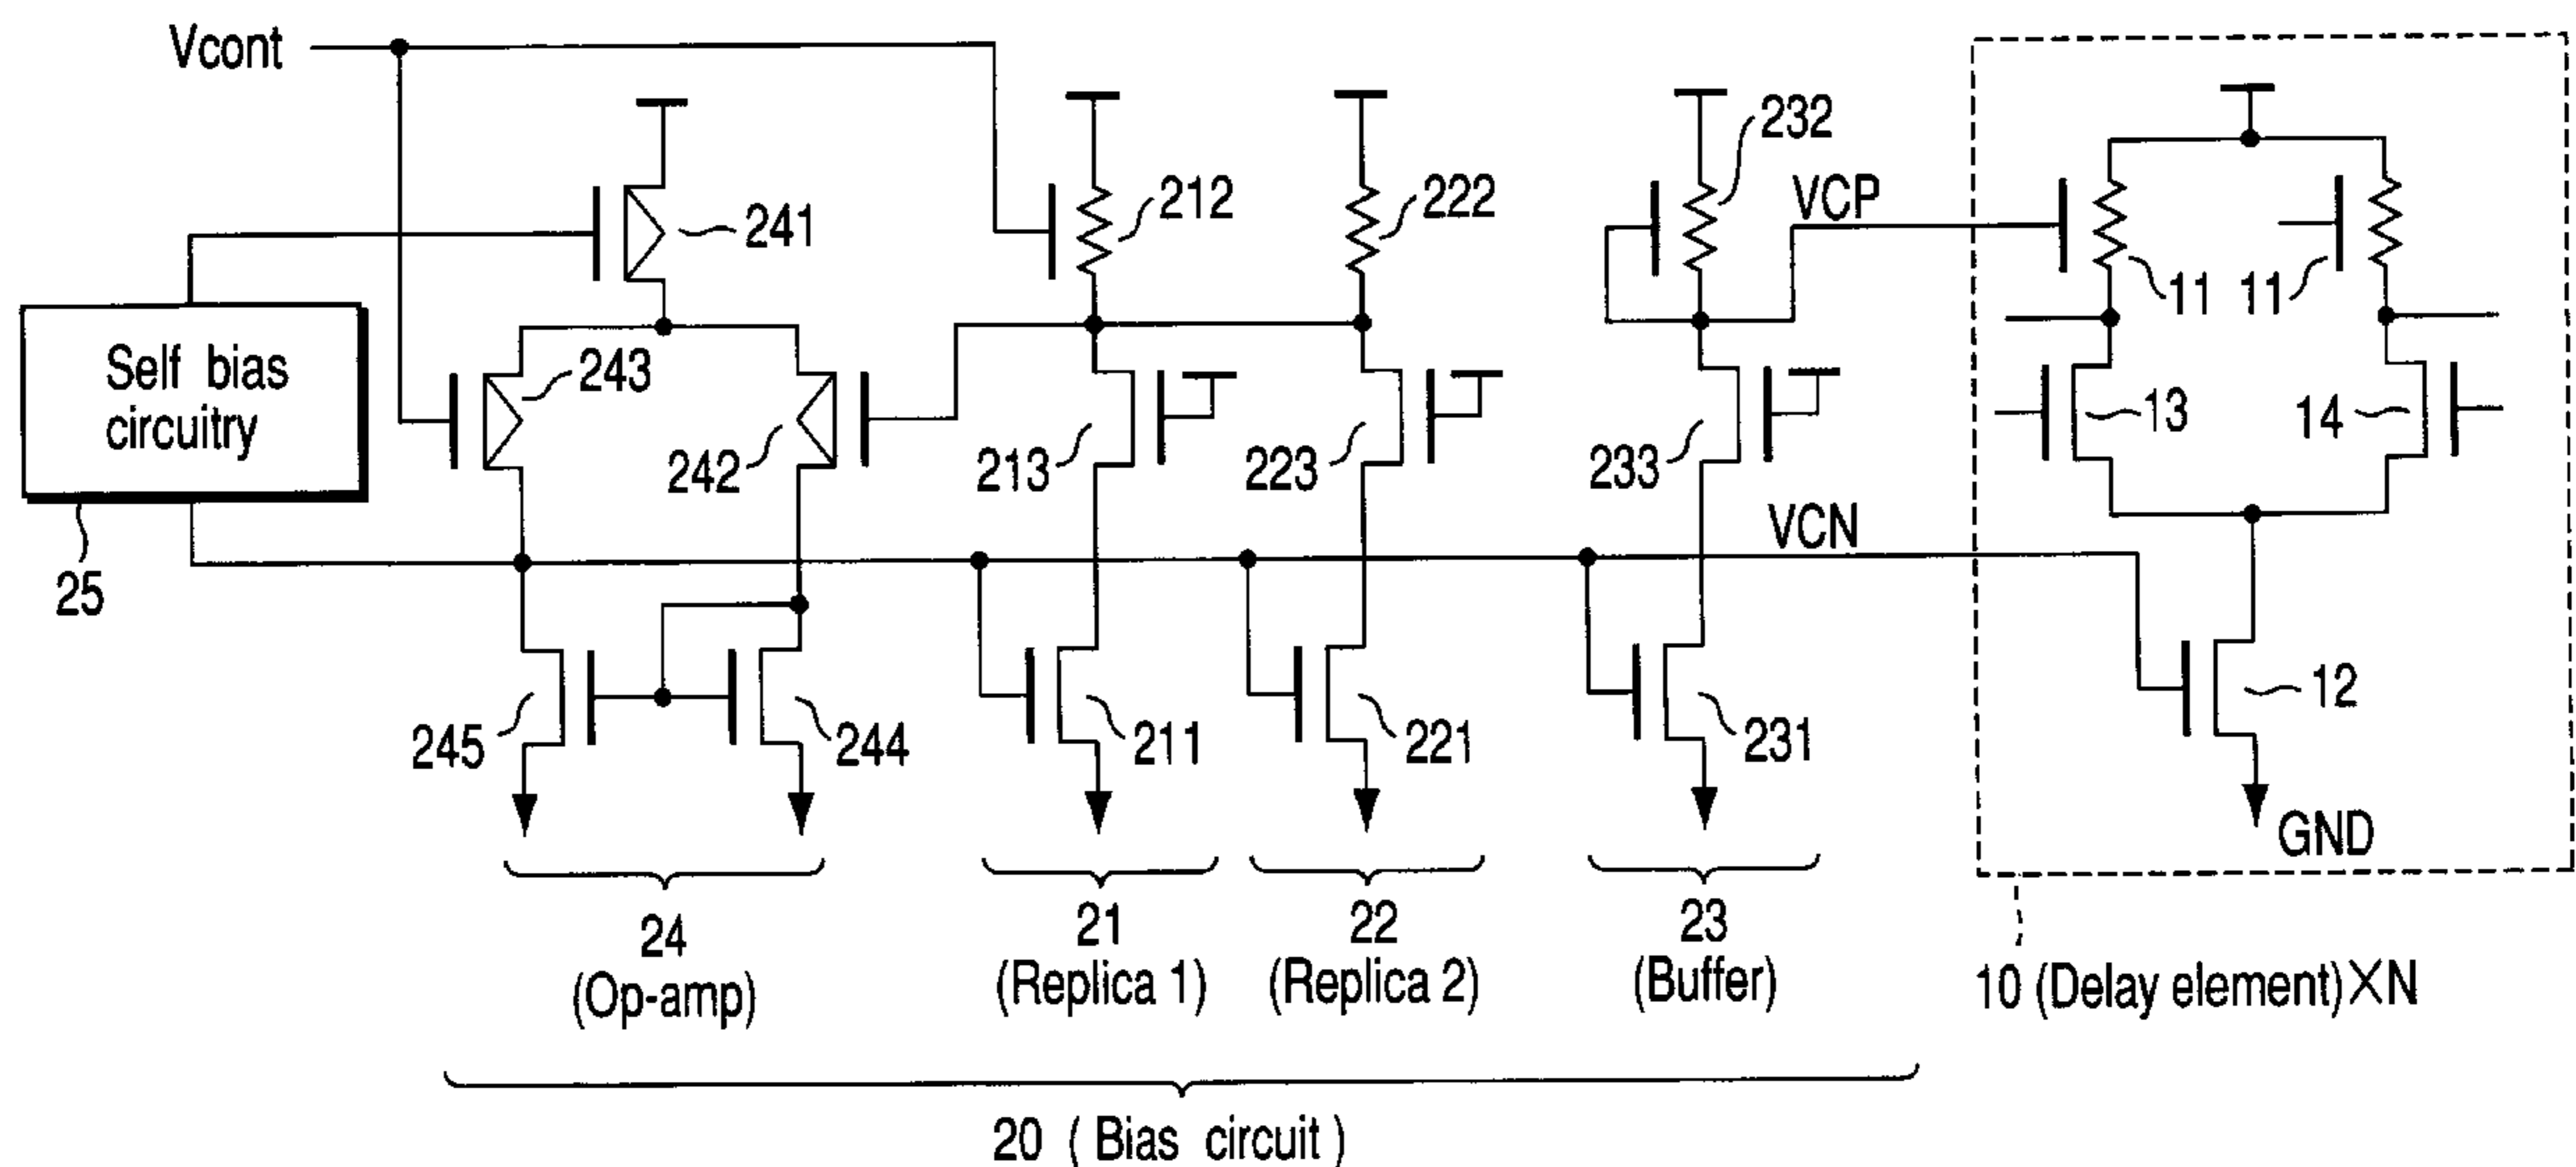 Vcont
232
212
222
VCP
241
11
11
Self bias
circuitry
243
242
213
223
233
13
14
VCN
25
245
244
211
221
231
12
GND
24
(Op-amp)
21
(Replica 1)
22
(Replica 2)
23
(Buffer)
10 (Delay element)×N
20 ( Bias circuit )